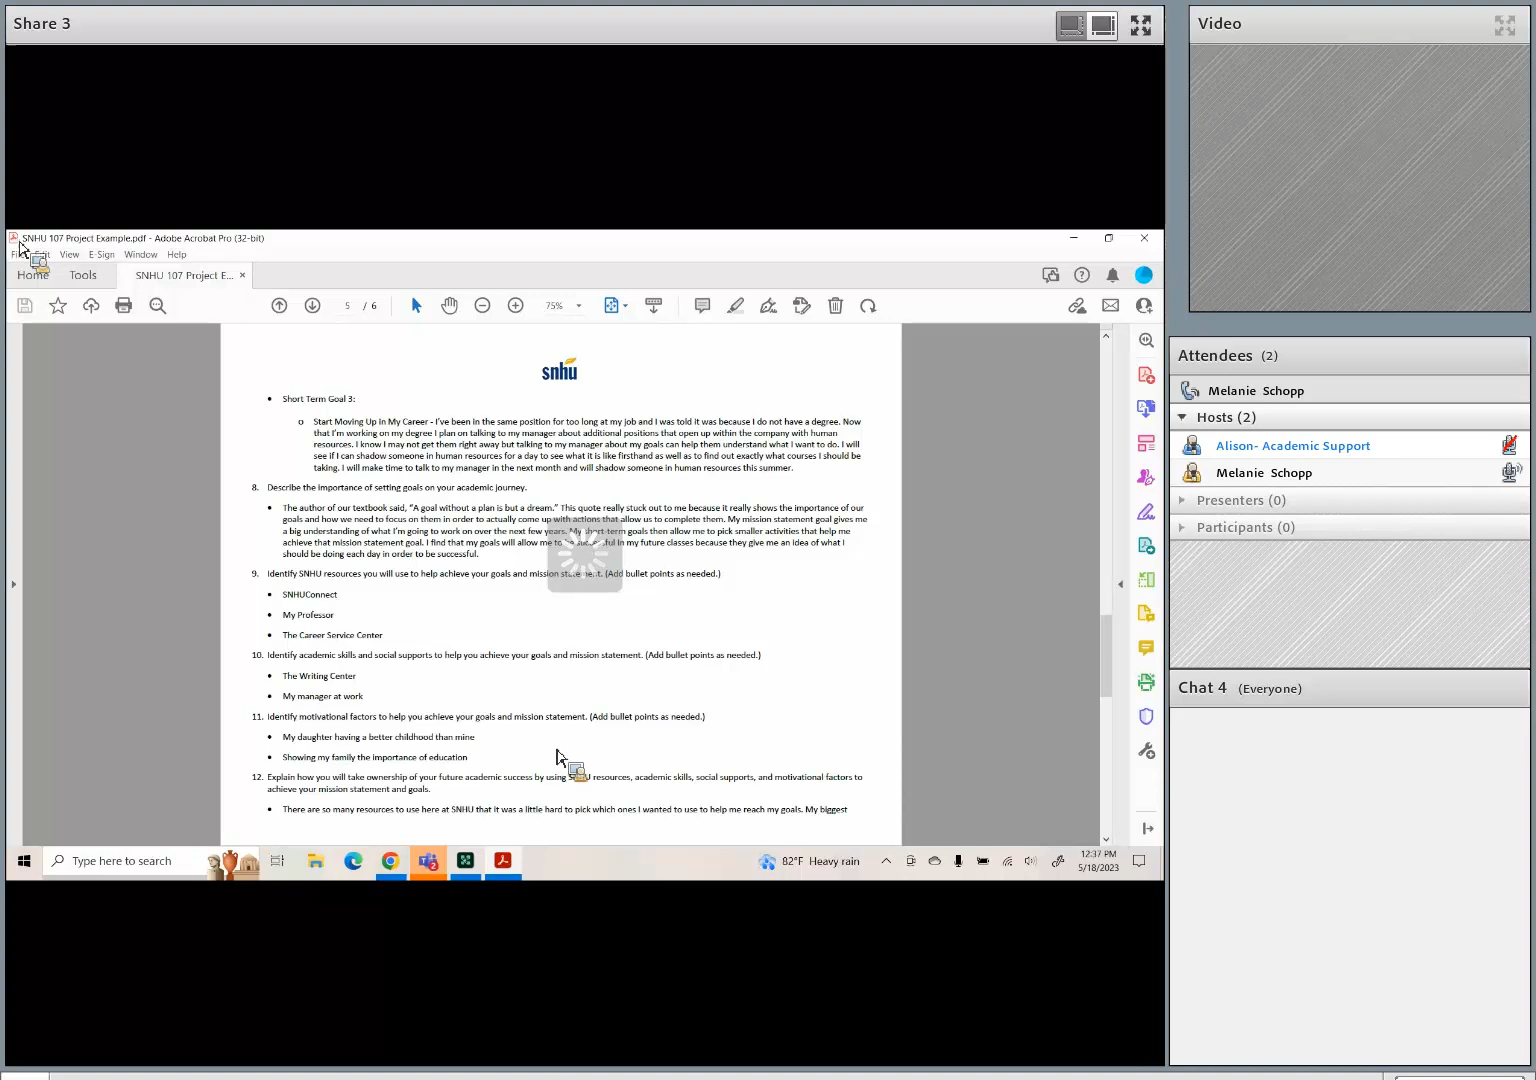 Share 3
Video
SNHU 107 Project Example.pdf - Adobe Acrobat Pro (32-bit)
View E-Sign Window Help
Home Tools SNHU 107 Project E... ×
5 / 6 75%
snhu
• Short Term Goal 3:
o Start Moving Up in My Career - I've been in the same position for too long at my job and I was told it was because I do not have a degree. Now
that I'm working on my degree I plan on talking to my manager about additional positions that open up within the company with human
resources. I know I may not get them right away but talking to my manager about my goals can help them understand what I want to do. I will
see if I can shadow someone in human resources for a day to see what it is like firsthand as well as to find out exactly what courses I should be
taking. I will make time to talk to my manager in the next month and will shadow someone in human resources this summer.
8. Describe the importance of setting goals on your academic journey.
• The author of our textbook said, "A goal without a plan is but a dream." This quote really stuck out to me because it really shows the importance of our
goals and how we need to focus on them in order to actually come up with actions that allow us to complete them. My mission statement goal gives me
a big understanding of what I'm going to work on over the next few years. My short term goals then allow me to pick smaller activities that help me
achieve that mission statement goal. I find that my goals will allow me to be successful in my future classes because they give me an idea of what I
should be doing each day in order to be successful.
9. Identify SNHU resources you will use to help achieve your goals and mission statement. (Add bullet points as needed.)
• SNHUConnect
• My Professor
• The Career Service Center
10. Identify academic skills and social supports to help you achieve your goals and mission statement. (Add bullet points as needed.)
• The Writing Center
• My manager at work
11. Identify motivational factors to help you achieve your goals and mission statement. (Add bullet points as needed.)
• My daughter having a better childhood than mine
• Showing my family the importance of education
12. Explain how you will take ownership of your future academic success by using SNHU resources, academic skills, social supports, and motivational factors to
achieve your mission statement and goals.
• There are so many resources to use here at SNHU that it was a little hard to pick which ones I wanted to use to help me reach my goals. My biggest
Type here to search
82°F Heavy rain
12:37 PM
5/18/2023
Attendees (2)
Melanie Schopp
Hosts (2)
Alison- Academic Support
Melanie Schopp
Presenters (0)
Participants (0)
Chat 4 (Everyone)